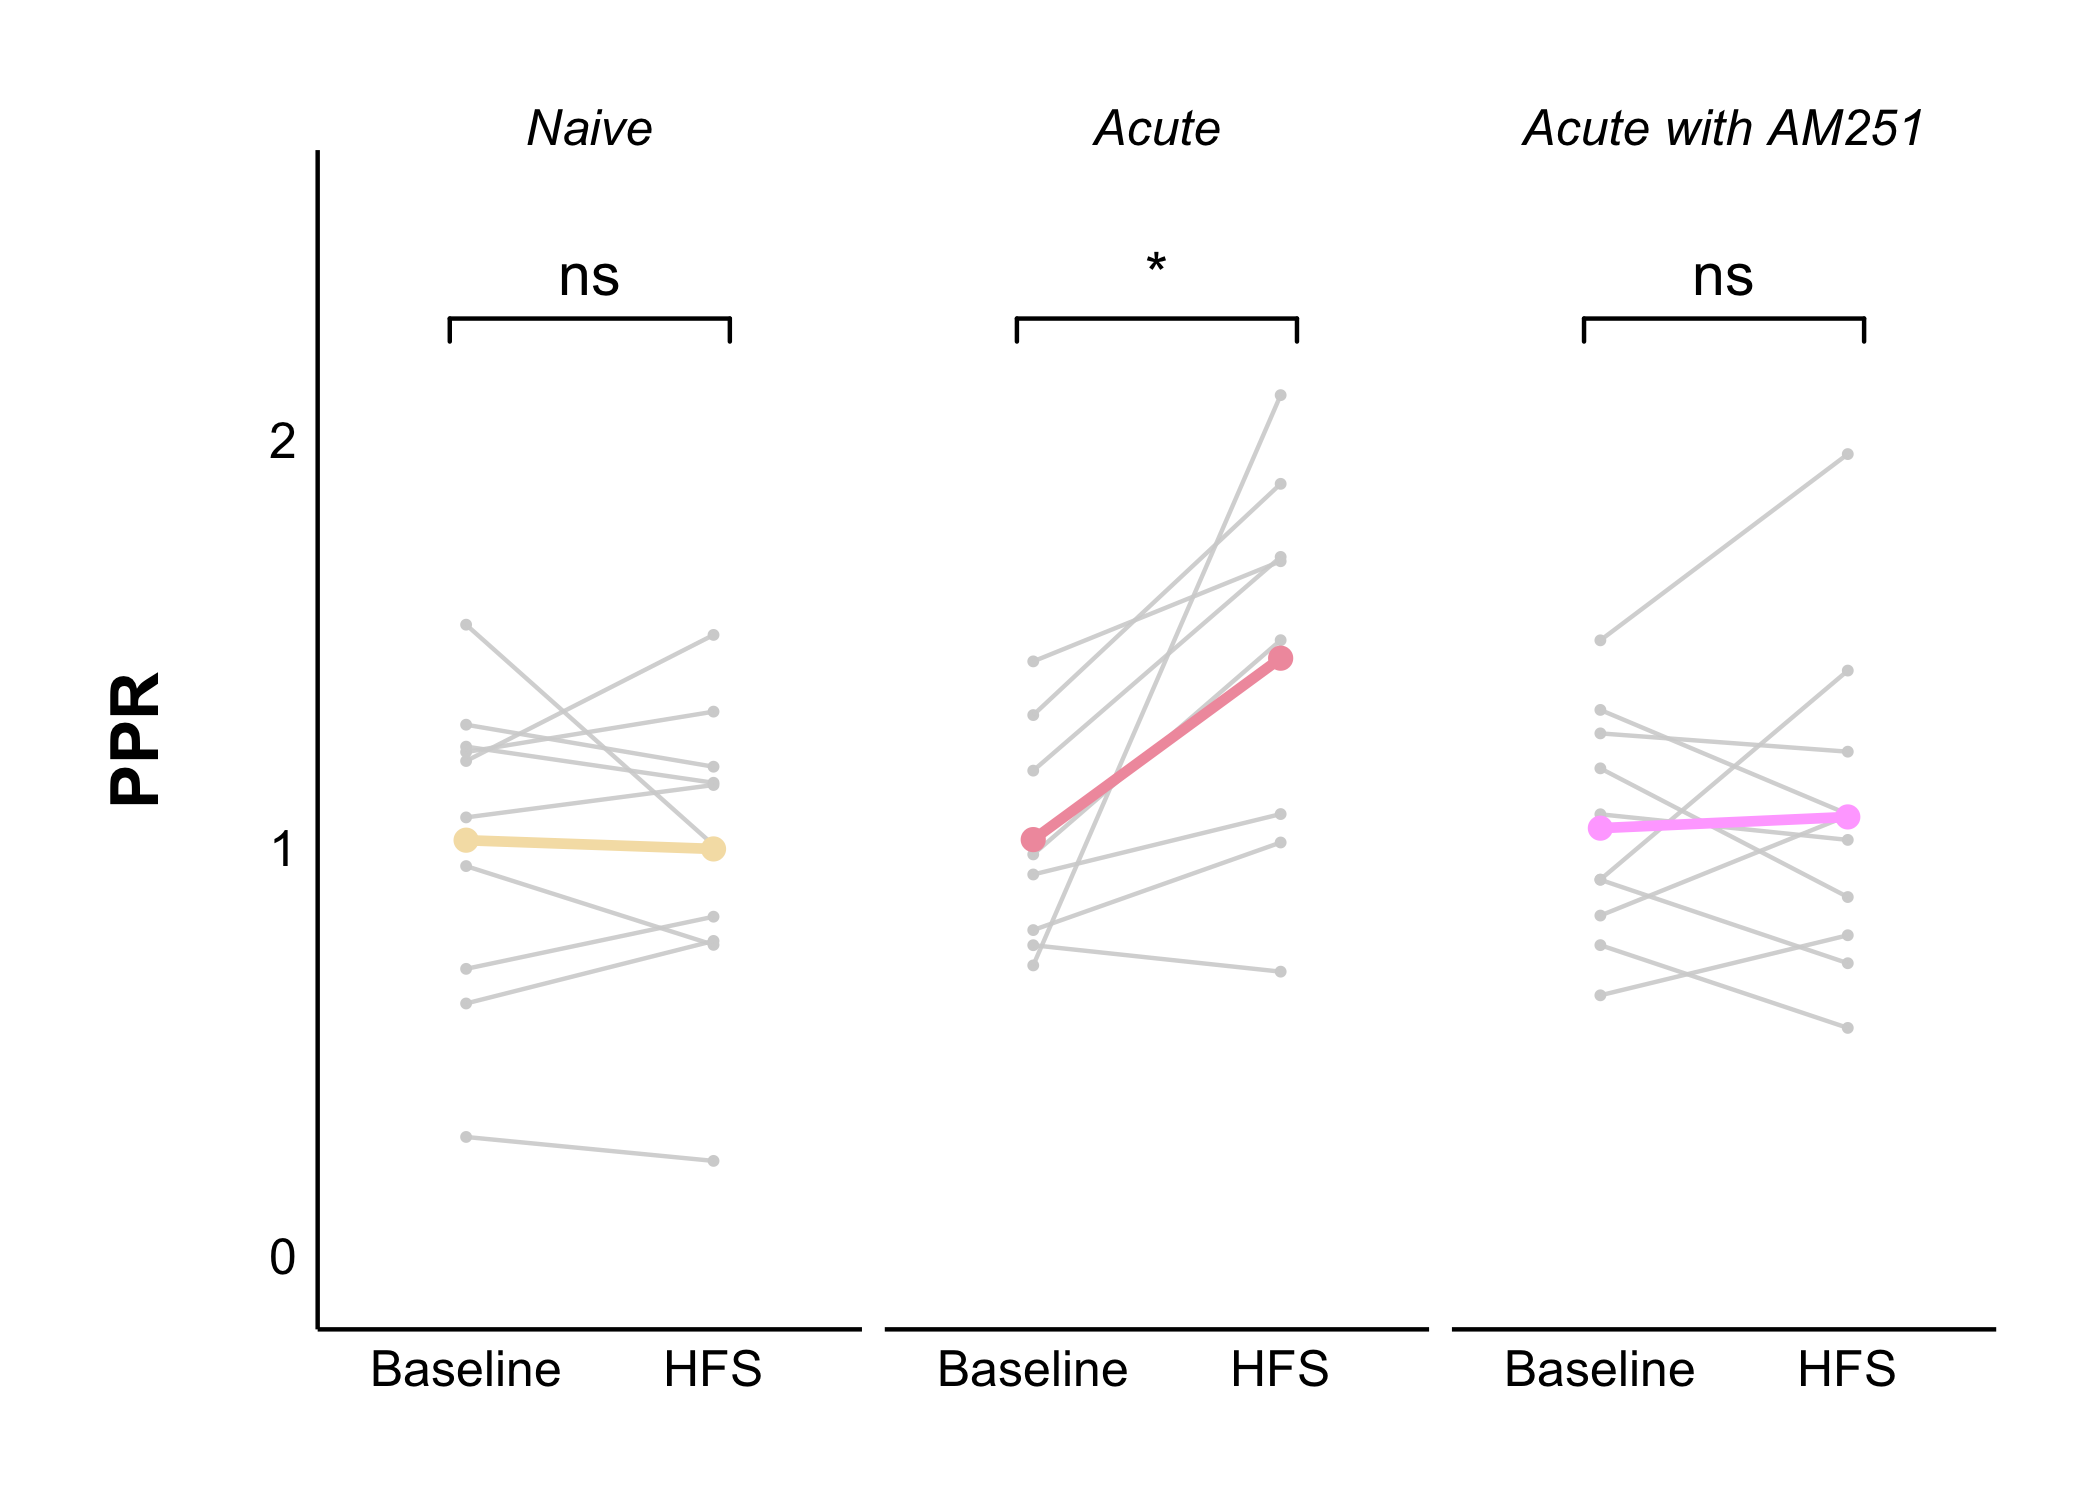 Naive
Acute
Acute with AM251
ns
*
ns
PPR
2
1
0
Baseline
HFS
Baseline
HFS
Baseline
HFS